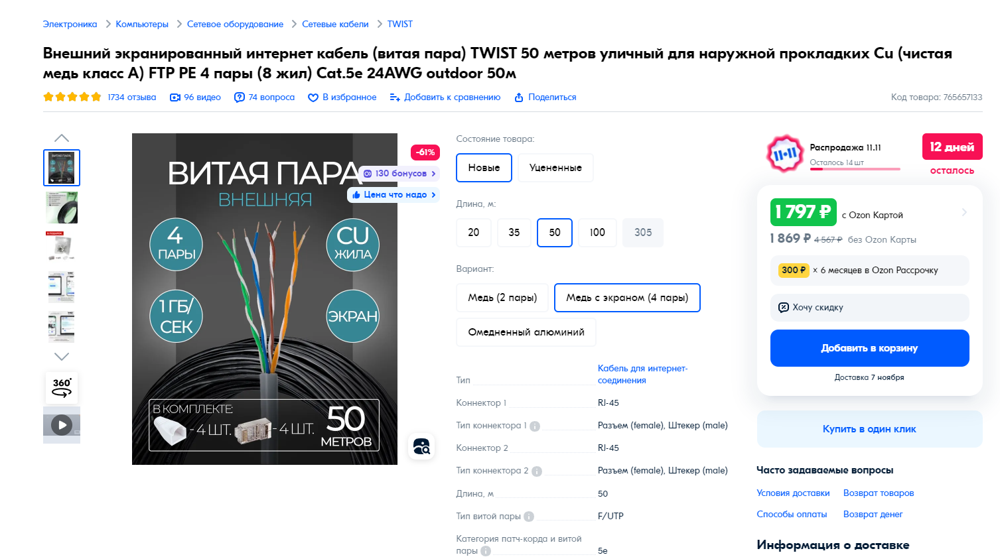 Электроника
Компьютеры
Сетевое оборудование
Сетевые кабели
TWIST
Внешний экранированный интернет кабель (витая пара) TWIST 50 метров уличный для наружной прокладких Cu (чистая
медь класс А) FTP PE 4 пары (8 жил) Cat.5e 24AWG outdoor 50м
1734 отзыва
96 видео
74 вопроса
В избранное
Добавить к сравнению
Поделиться
Код товара: 765657133
360°
-61%
130 бонусов
Цена что надо
ВИТАЯ ПАРА
ВНЕШНЯЯ
4
ПАРЫ
CU
ЖИЛА
1 ГБ/
СЕК
ЭКРАН
В КОМПЛЕКТЕ:
-4 ШТ.
-4 ШТ.
50
МЕТРОВ
Состояние товара:
Новые
Уцененные
Длина, м:
20
35
50
100
305
Вариант:
Медь (2 пары)
Медь с экраном (4 пары)
Омедненный алюминий
Тип
Кабель для интернет-
соединения
Коннектор 1
RJ-45
Тип коннектора 1
Разъем (female), Штекер (male)
Коннектор 2
RJ-45
Тип коннектора 2
Разъем (female), Штекер (male)
Длина, м
50
Тип витой пары
F/UTP
Категория патч-корда и витой
пары
5e
11.11
Распродажа 11.11
Осталось 14 шт
12 дней
осталось
1 797 ₽
с Ozon Картой
1 869 ₽ 4 567 ₽ без Ozon Карты
300 ₽ × 6 месяцев в Ozon Рассрочку
Хочу скидку
Добавить в корзину
Доставка 7 ноября
Купить в один клик
Часто задаваемые вопросы
Условия доставки
Возврат товаров
Способы оплаты
Возврат денег
Информация о доставке